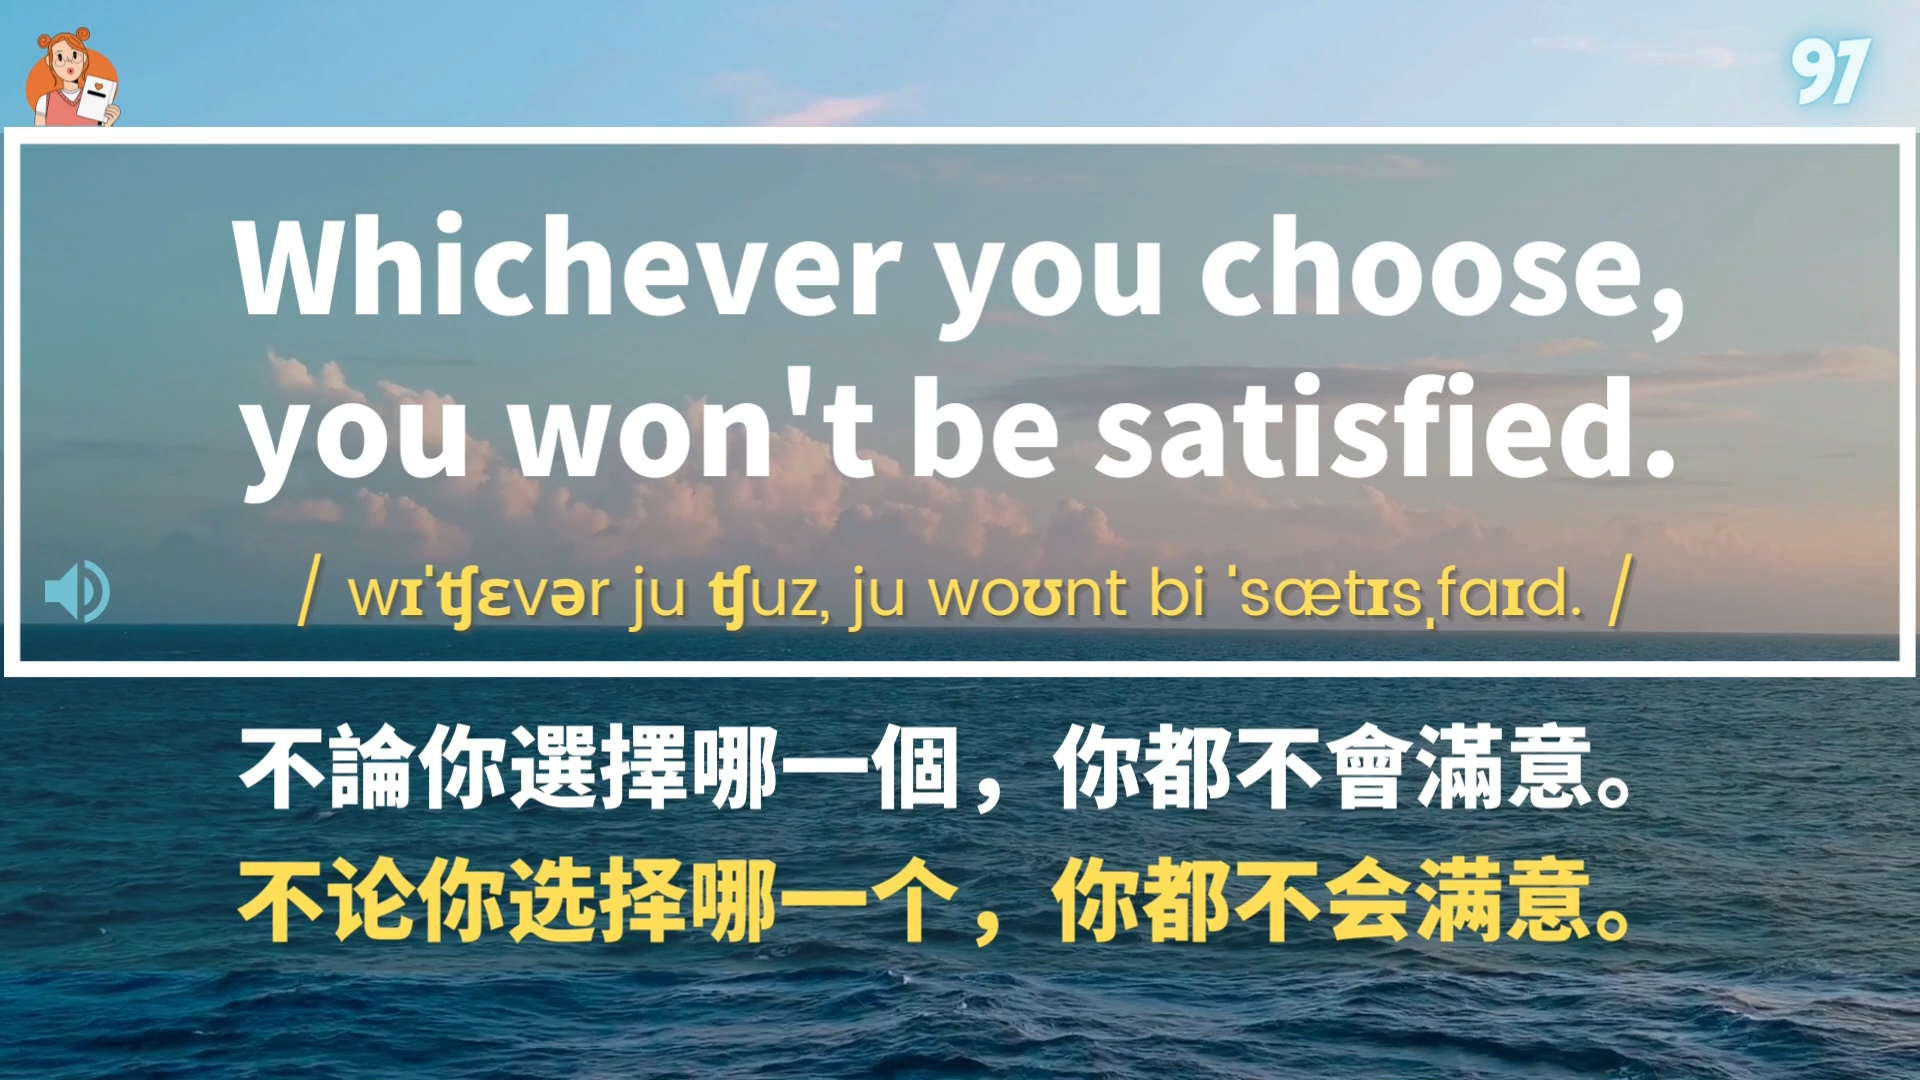 97
Whichever you choose,
you won't be satisfied.
/ wɪˈʧɛvər ju ʧuz, ju woʊnt bi ˈsætɪsˌfaɪd. /
不論你選擇哪一個，你都不會滿意。
不论你选择哪一个，你都不会满意。